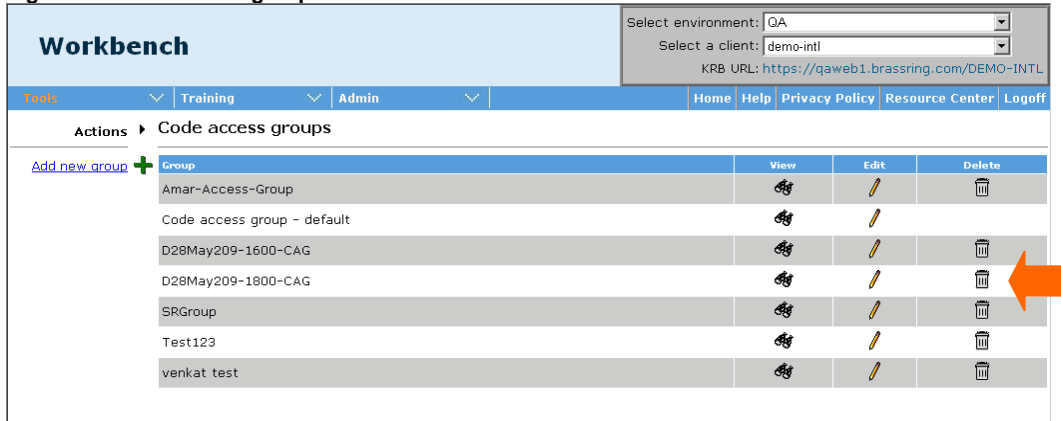 Workbench
Select environment: QA
Select a client: demo-intl
KRB URL: https://qaweb1.brassring.com/DEMO-INTL
Tools Training Admin Home Help Privacy Policy Resource Center Logoff
Actions Code access groups
Add new group
Group View Edit Delete
Amar-Access-Group
Code access group - default
D28May209-1600-CAG
D28May209-1800-CAG
SRGroup
Test123
venkat test